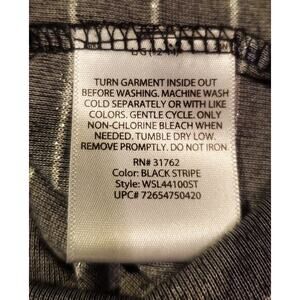 TURN GARMENT INSIDE OUT
BEFORE WASHING. MACHINE WASH
COLD SEPARATELY OR WITH LIKE
COLORS. GENTLE CYCLE. ONLY
NON-CHLORINE BLEACH WHEN
NEEDED. TUMBLE DRY LOW.
REMOVE PROMPTLY. DO NOT IRON.
RN# 31762
Color: BLACK STRIPE
Style: WSL44100ST
UPC# 72654750420